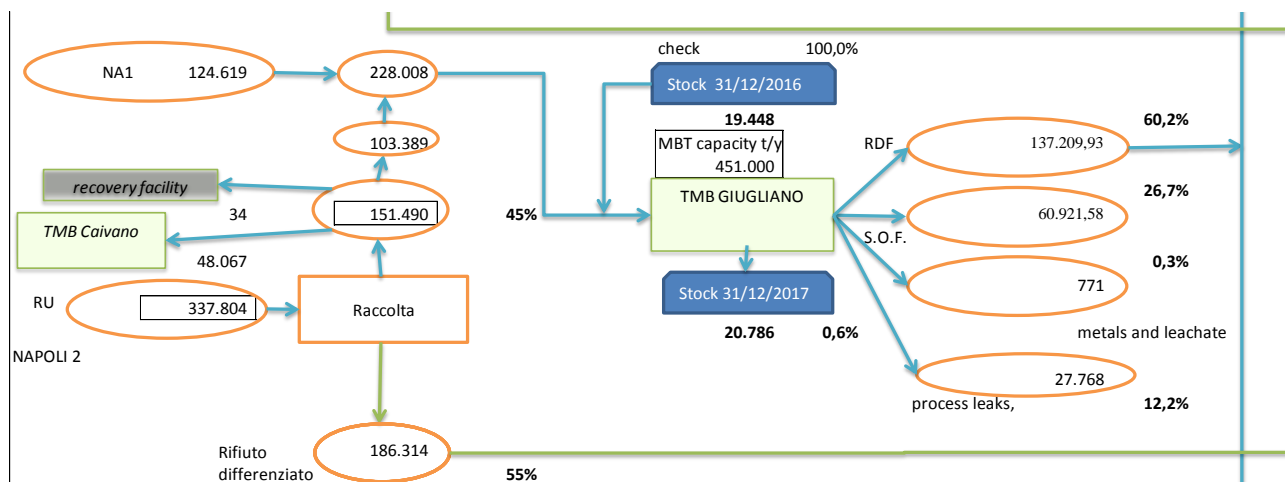 check 100,0%
NA1 124.619
228.008
Stock 31/12/2016
19.448
60,2%
MBT capacity t/y
451.000
RDF
137.209,93
103.389
recovery facility
34
151.490
45%
TMB GIUGLIANO
26,7%
60.921,58
S.O.F.
TMB Caivano
48.067
0,3%
RU
337.804
Raccolta
Stock 31/12/2017
771
20.786 0,6%
metals and leachate
NAPOLI 2
27.768
process leaks,
12,2%
Rifiuto
differenziato
186.314
55%